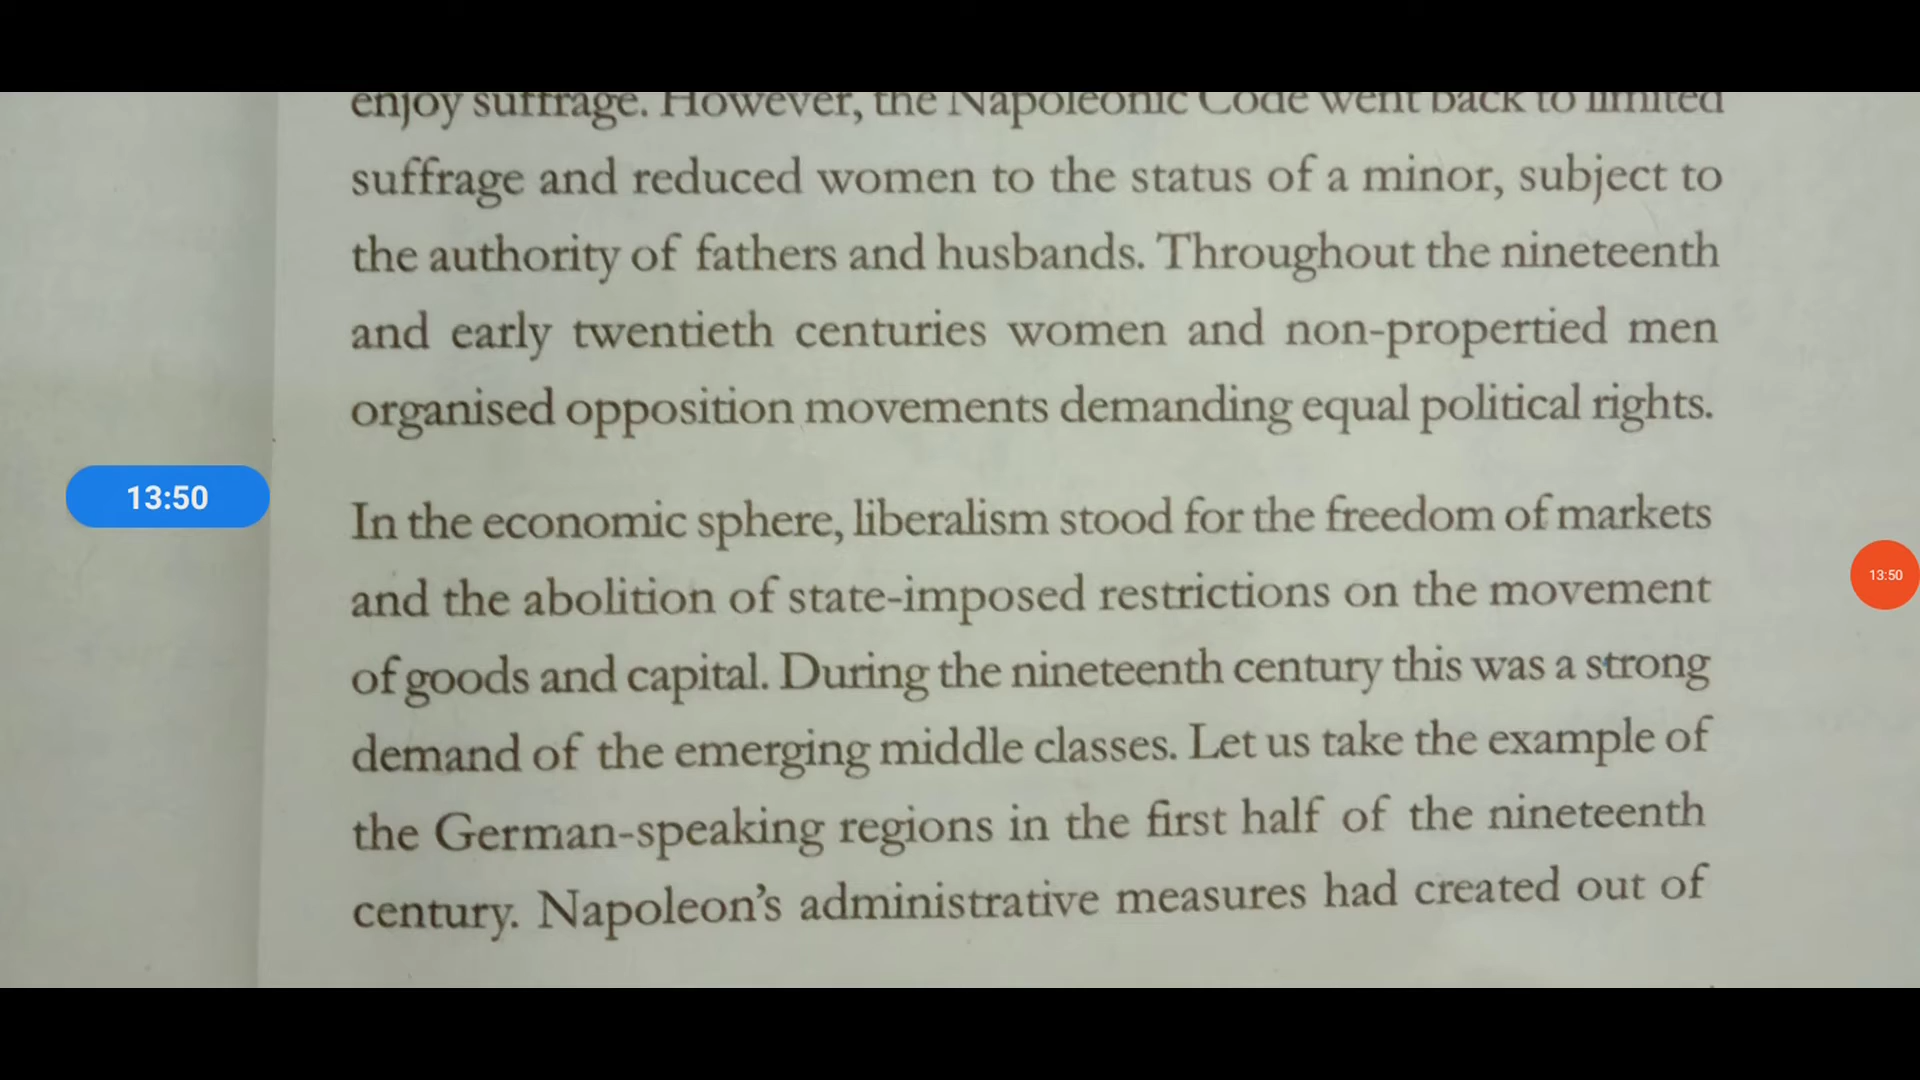 enjoy suffrage. However, the Napoleonic Code went back to limited
suffrage and reduced women to the status of a minor, subject to
the authority of fathers and husbands. Throughout the nineteenth
and early twentieth centuries women and non-propertied men
organised opposition movements demanding equal political rights.
13:50
In the economic sphere, liberalism stood for the freedom of markets
and the abolition of state-imposed restrictions on the movement
13:50
of goods and capital. During the nineteenth century this was a strong
demand of the emerging middle classes. Let us take the example of
the German-speaking regions in the first half of the nineteenth
century. Napoleon's administrative measures had created out of